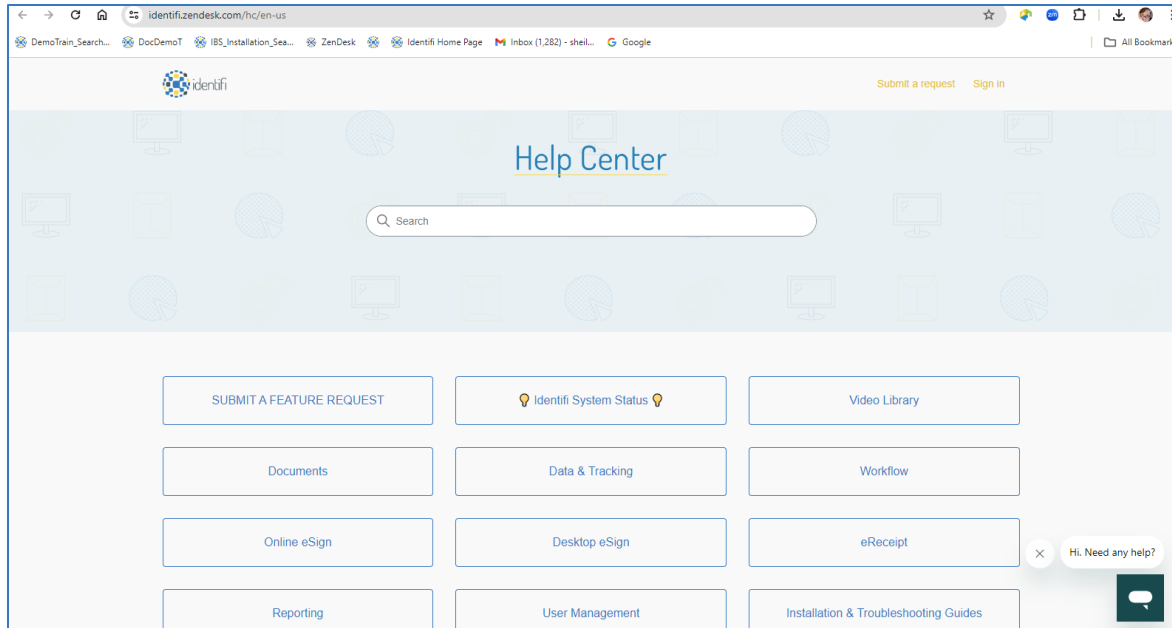 identifi.zendesk.com/hc/en-us
DemoTrain_Search... DocDemoT IBS_Installation_Sea... ZenDesk Identifi Home Page Inbox (1,282) - sheil... Google All Bookmark
identifi Submit a request Sign in
Help Center
Search
SUBMIT A FEATURE REQUEST Identifi System Status Video Library
Documents Data & Tracking Workflow
Online eSign Desktop eSign eReceipt
Hi. Need any help?
Reporting User Management Installation & Troubleshooting Guides